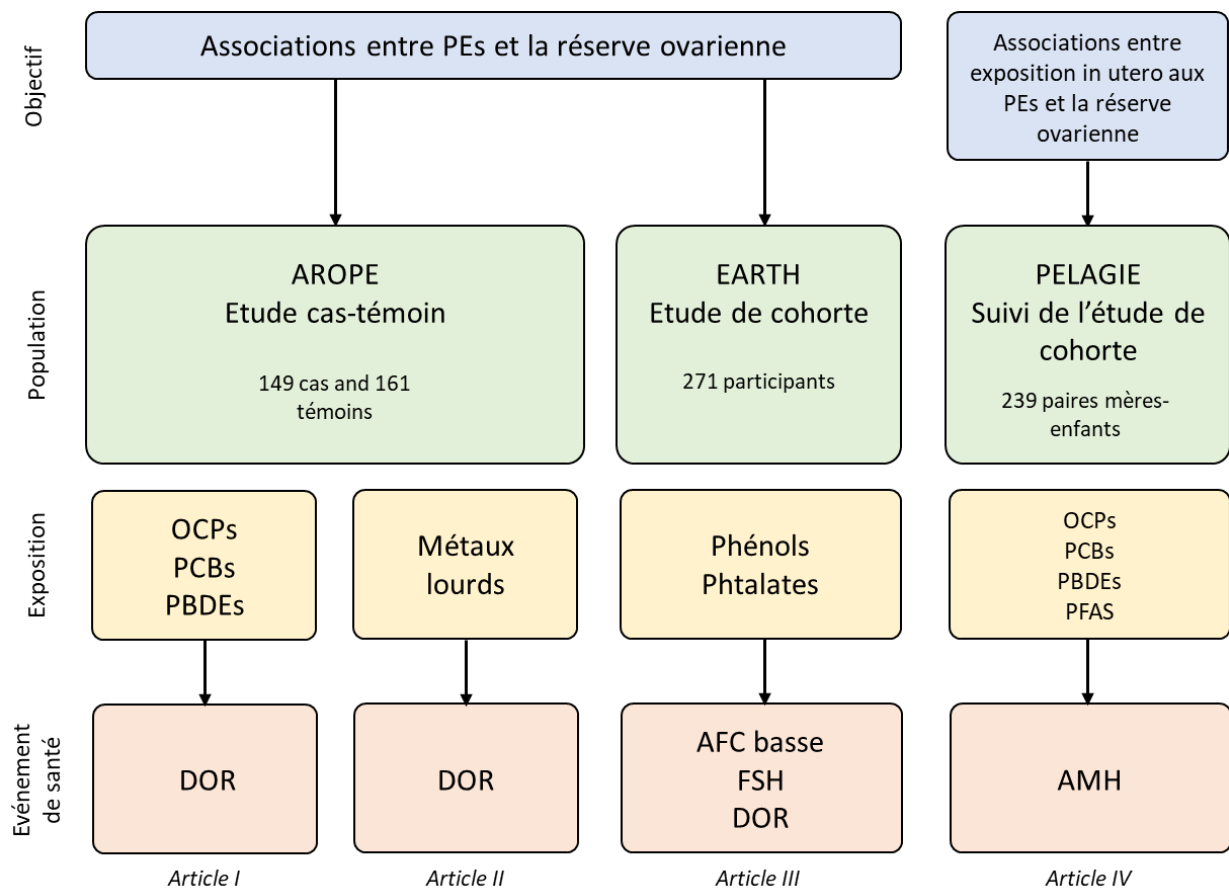 Objectif
Associations entre PEs et la réserve ovarienne
Associations entre
exposition in utero aux
PEs et la réserve
ovarienne
Population
AROPE
Etude cas-témoin
149 cas and 161
témoins
EARTH
Etude de cohorte
271 participants
PELAGIE
Suivi de l'étude de
cohorte
239 paires mères-
enfants
Exposition
OCPs
PCBs
PBDEs
Métaux
lourds
Phénols
Phtalates
OCPs
PCBs
PBDEs
PFAS
Evénement
de santé
DOR
DOR
AFC basse
FSH
DOR
AMH
Article I
Article II
Article III
Article IV